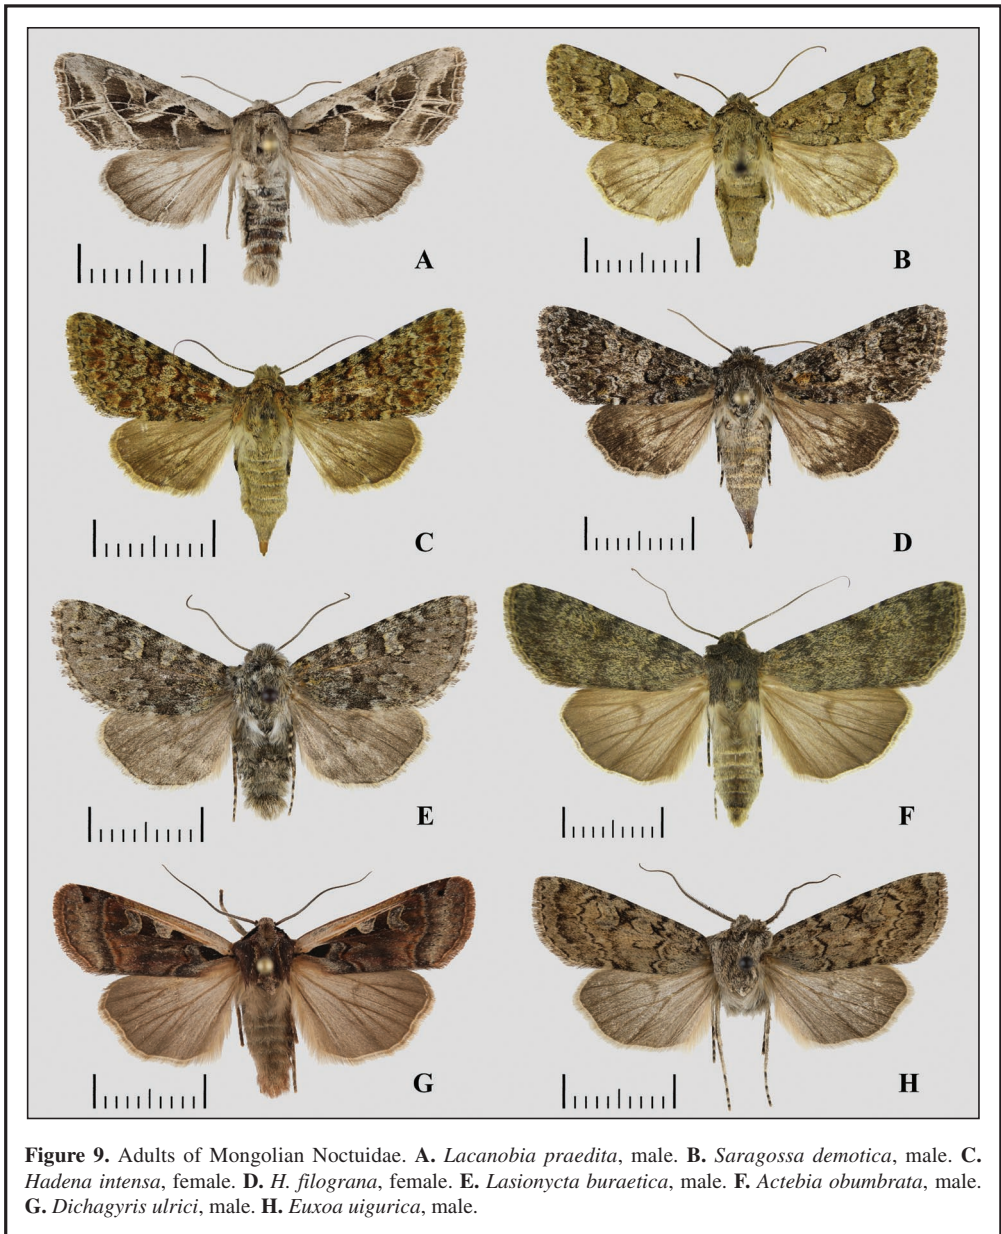 A
B
C
D
E
F
G
H
Figure 9. Adults of Mongolian Noctuidae. A. Lacanobia praedita, male. B. Saragossa demotica, male. C.
Hadena intensa, female. D. H. filograna, female. E. Lasionycta buraetica, male. F. Actebia obumbrata, male.
G. Dichagyris ulrici, male. H. Euxoa uigurica, male.